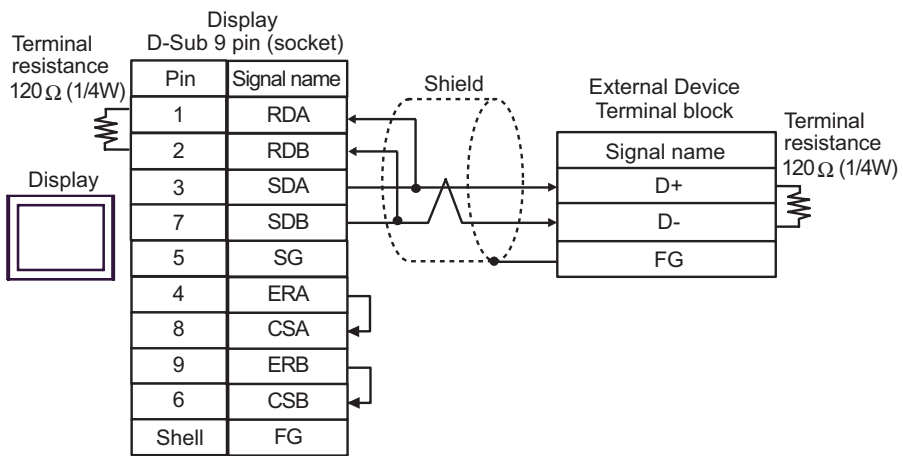 Display
D-Sub 9 pin (socket)
Terminal
resistance
120 Ω (1/4W)
Display
Pin Signal name
1 RDA
2 RDB
3 SDA
7 SDB
5 SG
4 ERA
8 CSA
9 ERB
6 CSB
Shell FG
Shield
External Device
Terminal block
Signal name
D+
D-
FG
Terminal
resistance
120 Ω (1/4W)